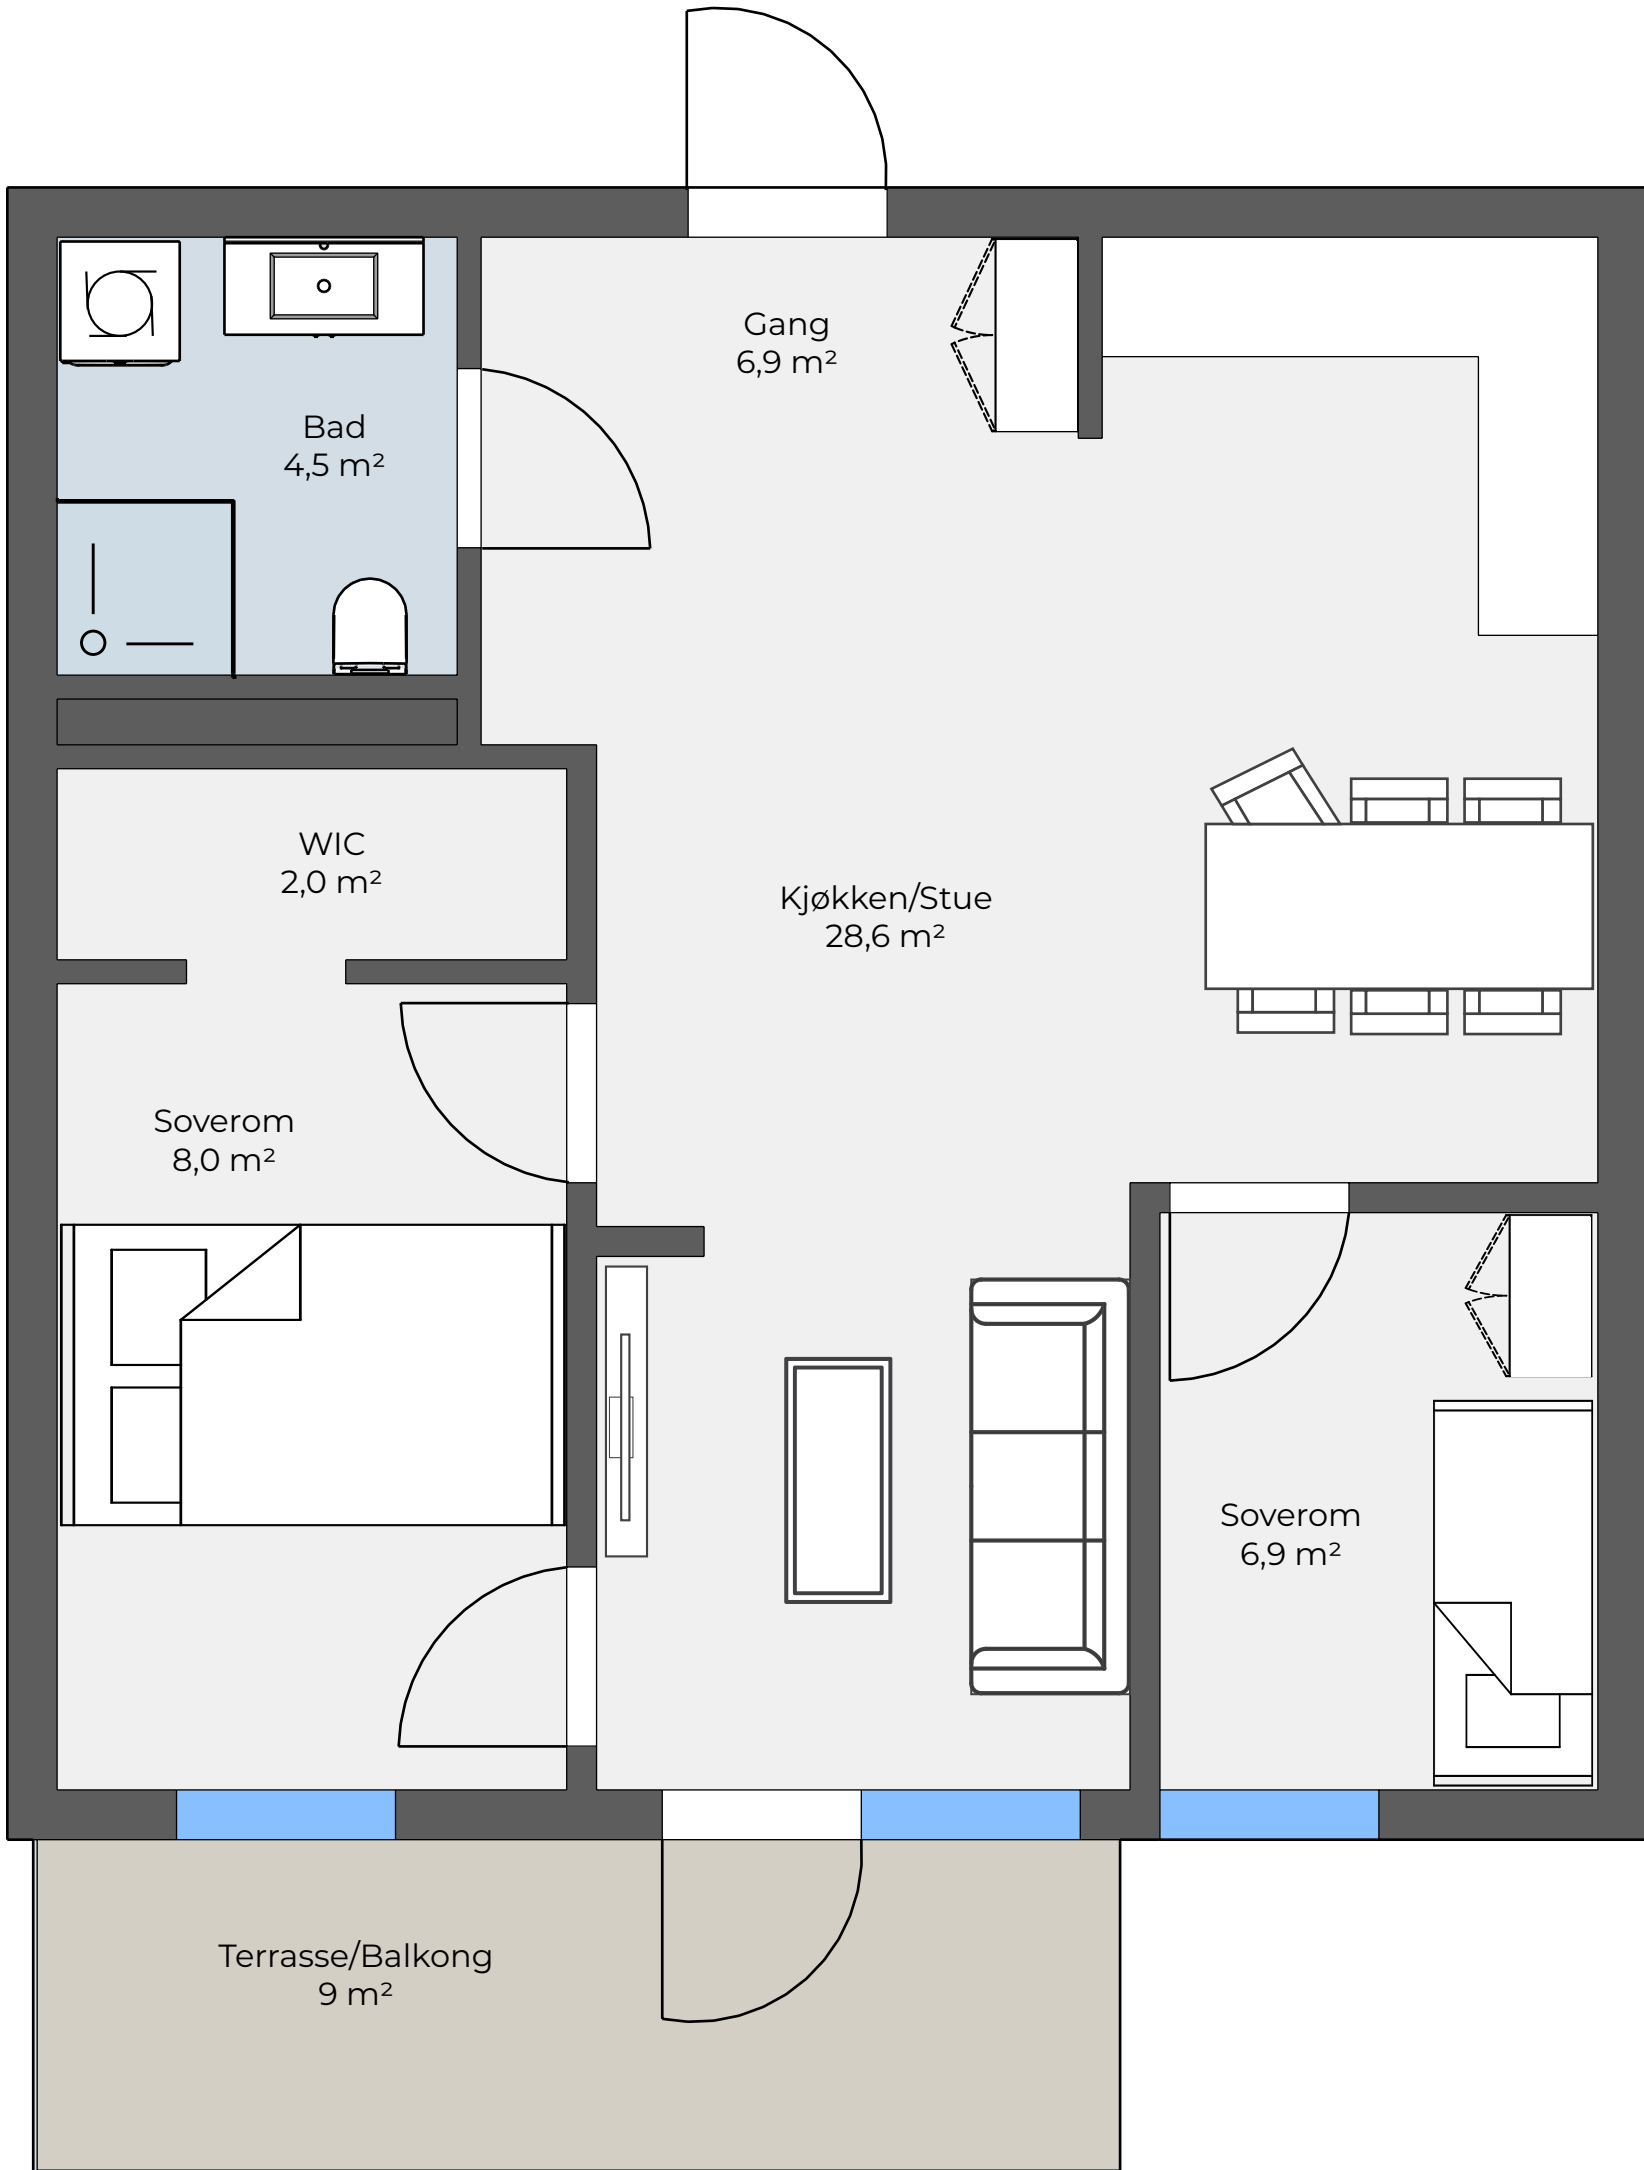 Gang
6,9 m²
Bad
4,5 m²
WIC
2,0 m²
Kjøkken/Stue
28,6 m²
Soverom
8,0 m²
Soverom
6,9 m²
Terrasse/Balkong
9 m²